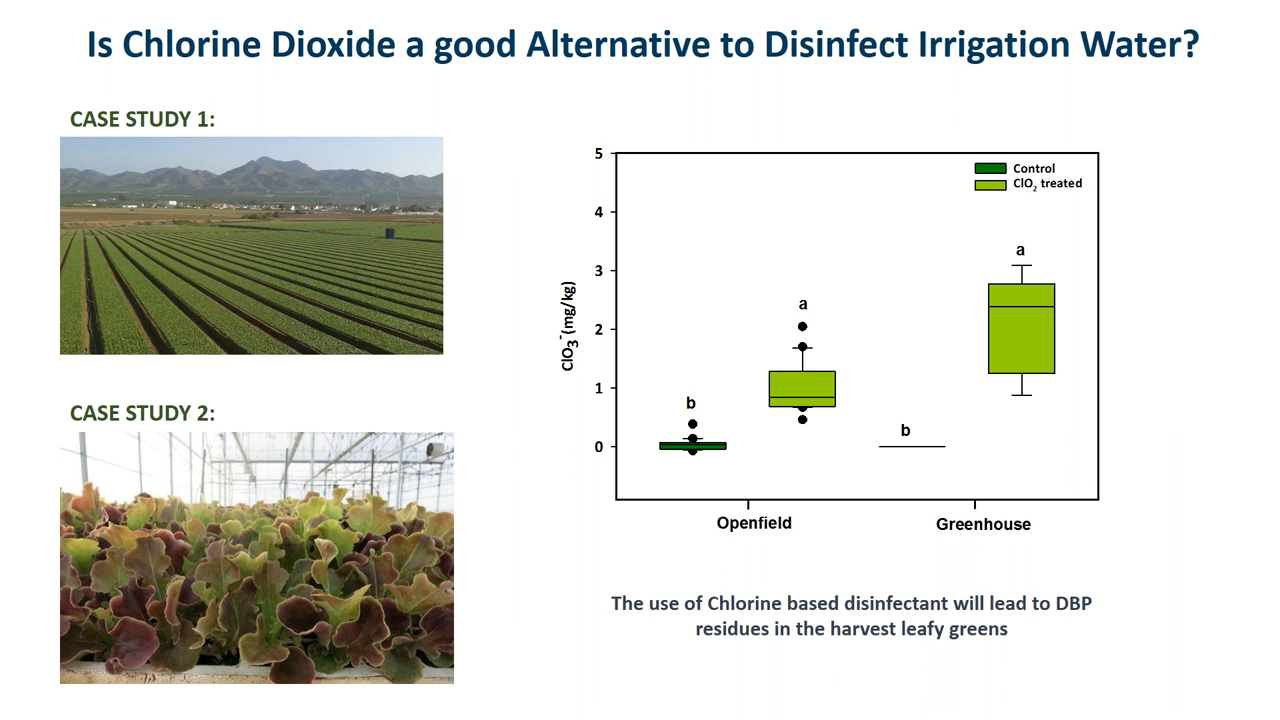 Is Chlorine Dioxide a good Alternative to Disinfect Irrigation Water?
CASE STUDY 1:
CASE STUDY 2:
ClO3-(mg/kg)
5
4
3
2
1
0
Control
ClO2 treated
b
a
b
a
Openfield
Greenhouse
The use of Chlorine based disinfectant will lead to DBP
residues in the harvest leafy greens